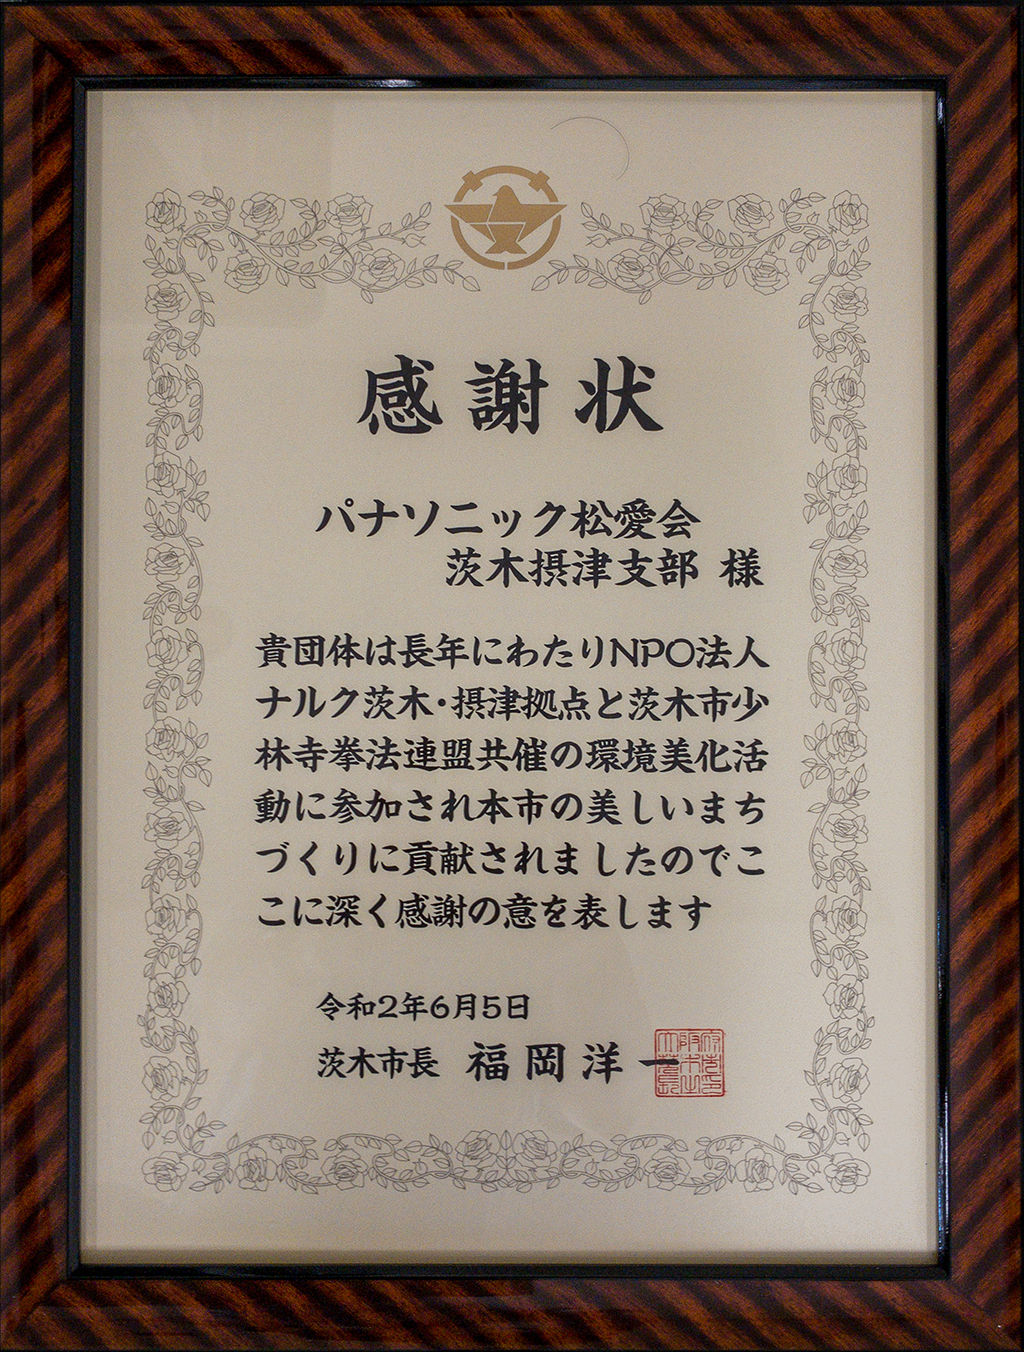 感謝状
パナソニック松愛会
茨木摂津支部 様
貴団体は長年にわたりNPO法人
ナルク茨木・摂津拠点と茨木市少
林寺拳法連盟共催の環境美化活
動に参加され本市の美しいまち
づくりに貢献されましたのでこ
こに深く感謝の意を表します
令和2年6月5日
茨木市長 福岡洋一